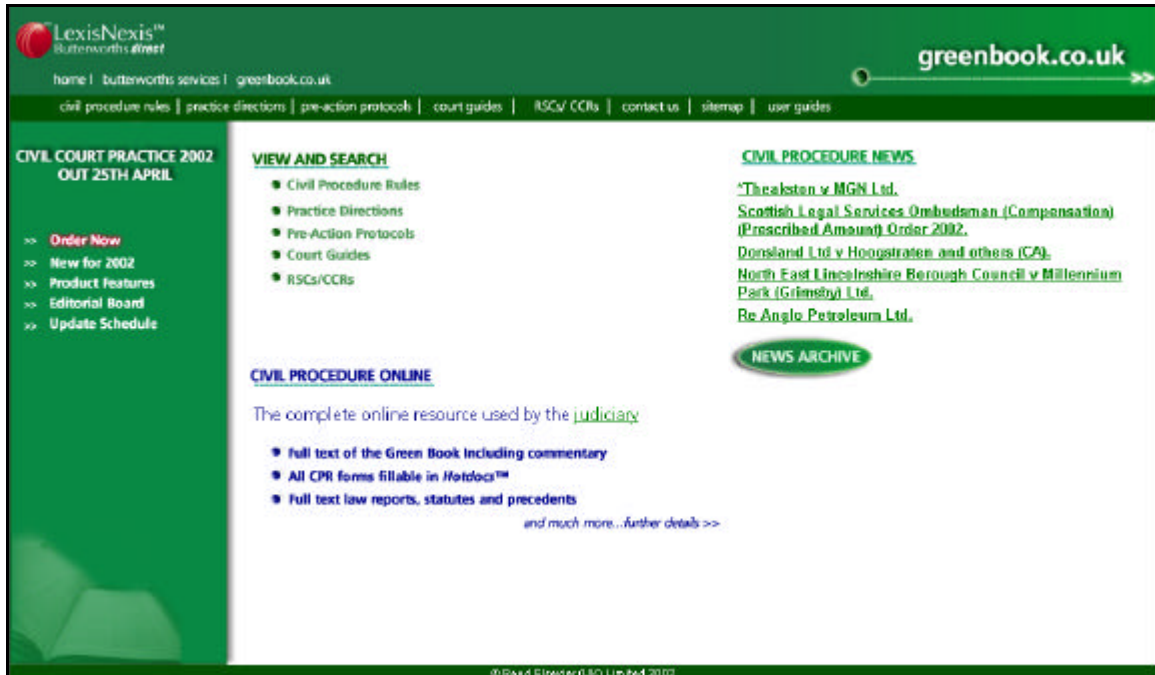 LexisNexis™
Butterworths direct
greenbook.co.uk
home | butterworths services | greenbook.co.uk
civil procedure rules | practice directions | pre-action protocols | court guides | RSCs/ CCRs | contact us | sitemap | user guides
CIVIL COURT PRACTICE 2002
OUT 25TH APRIL
>> Order Now
>> New for 2002
>> Product Features
>> Editorial Board
>> Update Schedule
VIEW AND SEARCH
Civil Procedure Rules
Practice Directions
Pre-Action Protocols
Court Guides
RSCs/CCRs
CIVIL PROCEDURE ONLINE
The complete online resource used by the judiciary
Full text of the Green Book Including commentary
All CPR forms fillable in Hotdocs™
Full text law reports, statutes and precedents
and much more...further details >>
CIVIL PROCEDURE NEWS
*Theakston v MGN Ltd.
Scottish Legal Services Ombudsman (Compensation)
(Prescribed Amount) Order 2002.
Donsland Ltd v Hoogstraten and others (CA).
North East Lincolnshire Borough Council v Millennium
Park (Grimsby) Ltd.
Re Anglo Petroleum Ltd.
NEWS ARCHIVE
© Reed Elsevier (UK) Limited 2002